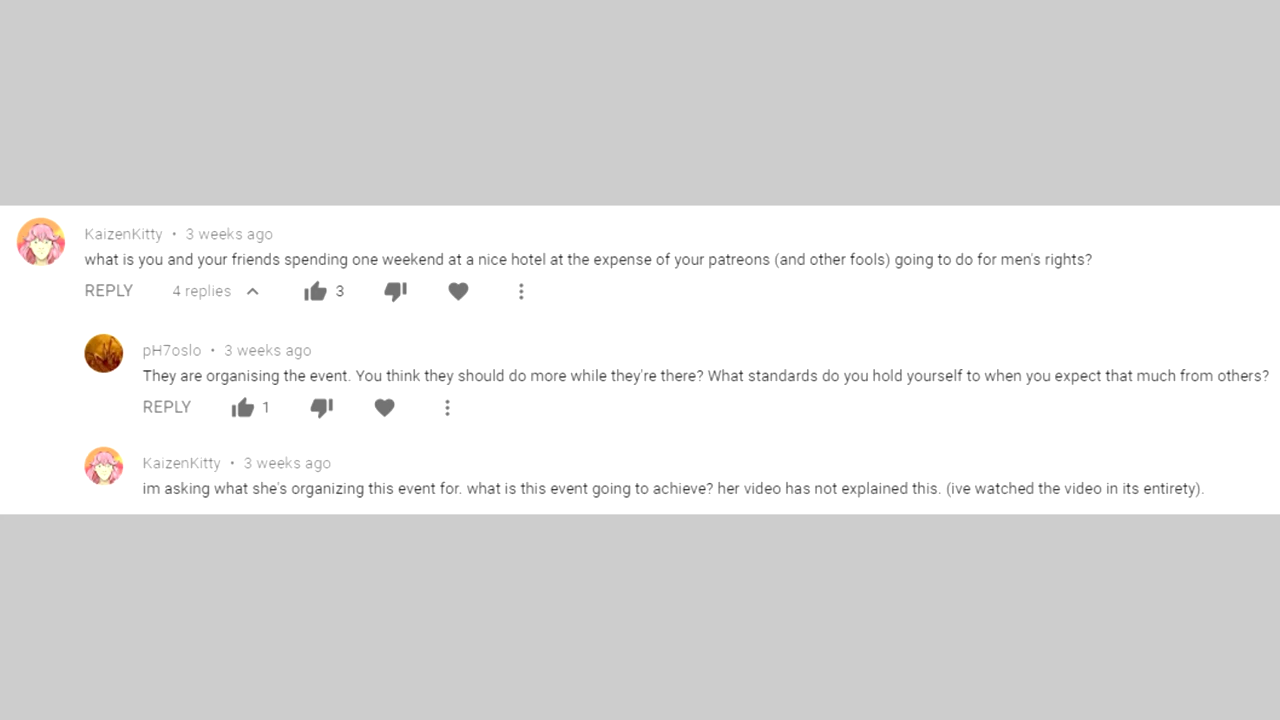 KaizenKitty • 3 weeks ago
what is you and your friends spending one weekend at a nice hotel at the expense of your patreons (and other fools) going to do for men's rights?
REPLY 4 replies 3
pH7oslo • 3 weeks ago
They are organising the event. You think they should do more while they're there? What standards do you hold yourself to when you expect that much from others?
REPLY 1
KaizenKitty • 3 weeks ago
im asking what she's organizing this event for. what is this event going to achieve? her video has not explained this. (ive watched the video in its entirety).